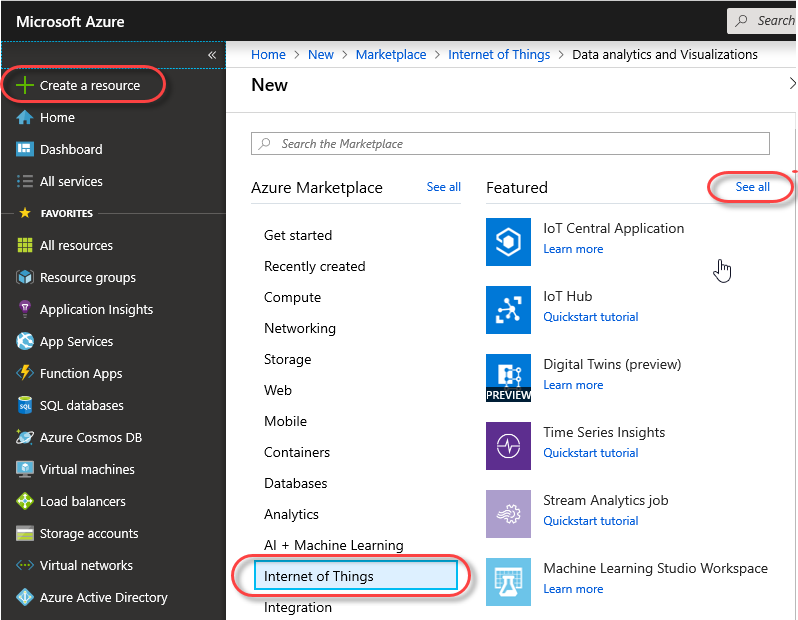 Microsoft Azure
Search
«
Create a resource
Home
Dashboard
All services
FAVORITES
All resources
Resource groups
Application Insights
App Services
Function Apps
SQL databases
Azure Cosmos DB
Virtual machines
Load balancers
Storage accounts
Virtual networks
Azure Active Directory
Home > New > Marketplace > Internet of Things > Data analytics and Visualizations
New
Search the Marketplace
Azure Marketplace See all
Get started
Recently created
Compute
Networking
Storage
Web
Mobile
Containers
Databases
Analytics
AI + Machine Learning
Internet of Things
Integration
Featured See all
IoT Central Application
Learn more
IoT Hub
Quickstart tutorial
PREVIEW
Digital Twins (preview)
Learn more
Time Series Insights
Quickstart tutorial
Stream Analytics job
Quickstart tutorial
Machine Learning Studio Workspace
Learn more